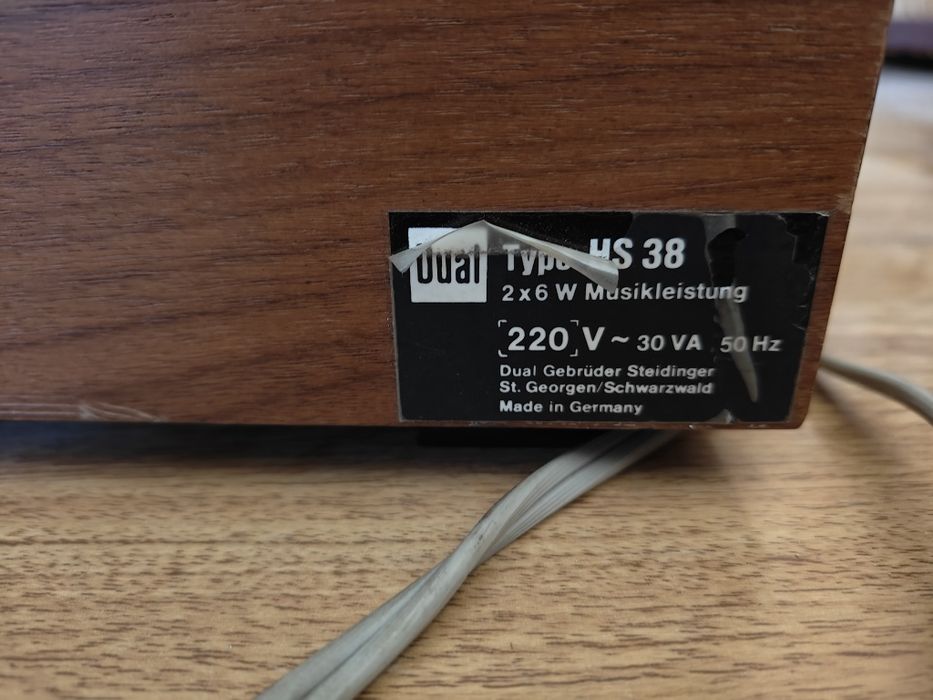 Dual
Type HS 38
2 x 6 W Musikleistung
220 V ~ 30 VA 50 Hz
Dual Gebrüder Steidinger
St. Georgen/Schwarzwald
Made in Germany